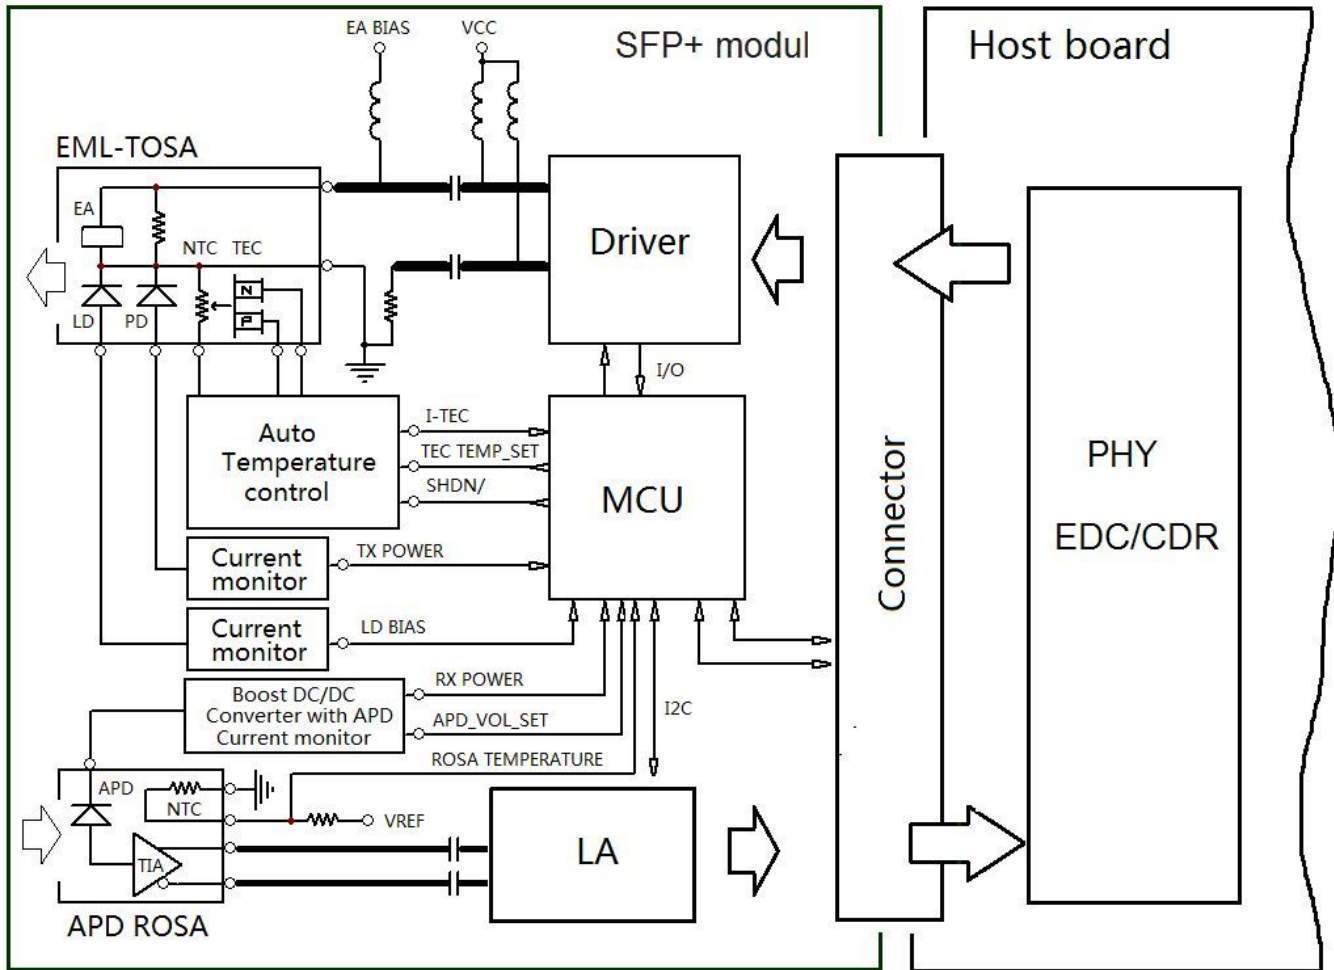 EA BIAS
VCC
SFP+ modul
Host board
EML-TOSA
EA
NTC
TEC
N
P
LD
PD
Driver
I/O
Auto
Temperature
control
I-TEC
TEC TEMP_SET
SHDN/
MCU
Connector
PHY
EDC/CDR
Current
monitor
TX POWER
Current
monitor
LD BIAS
Boost DC/DC
Converter with APD
Current monitor
RX POWER
APD_VOL_SET
I2C
ROSA TEMPERATURE
APD
NTC
VREF
TIA
LA
APD ROSA